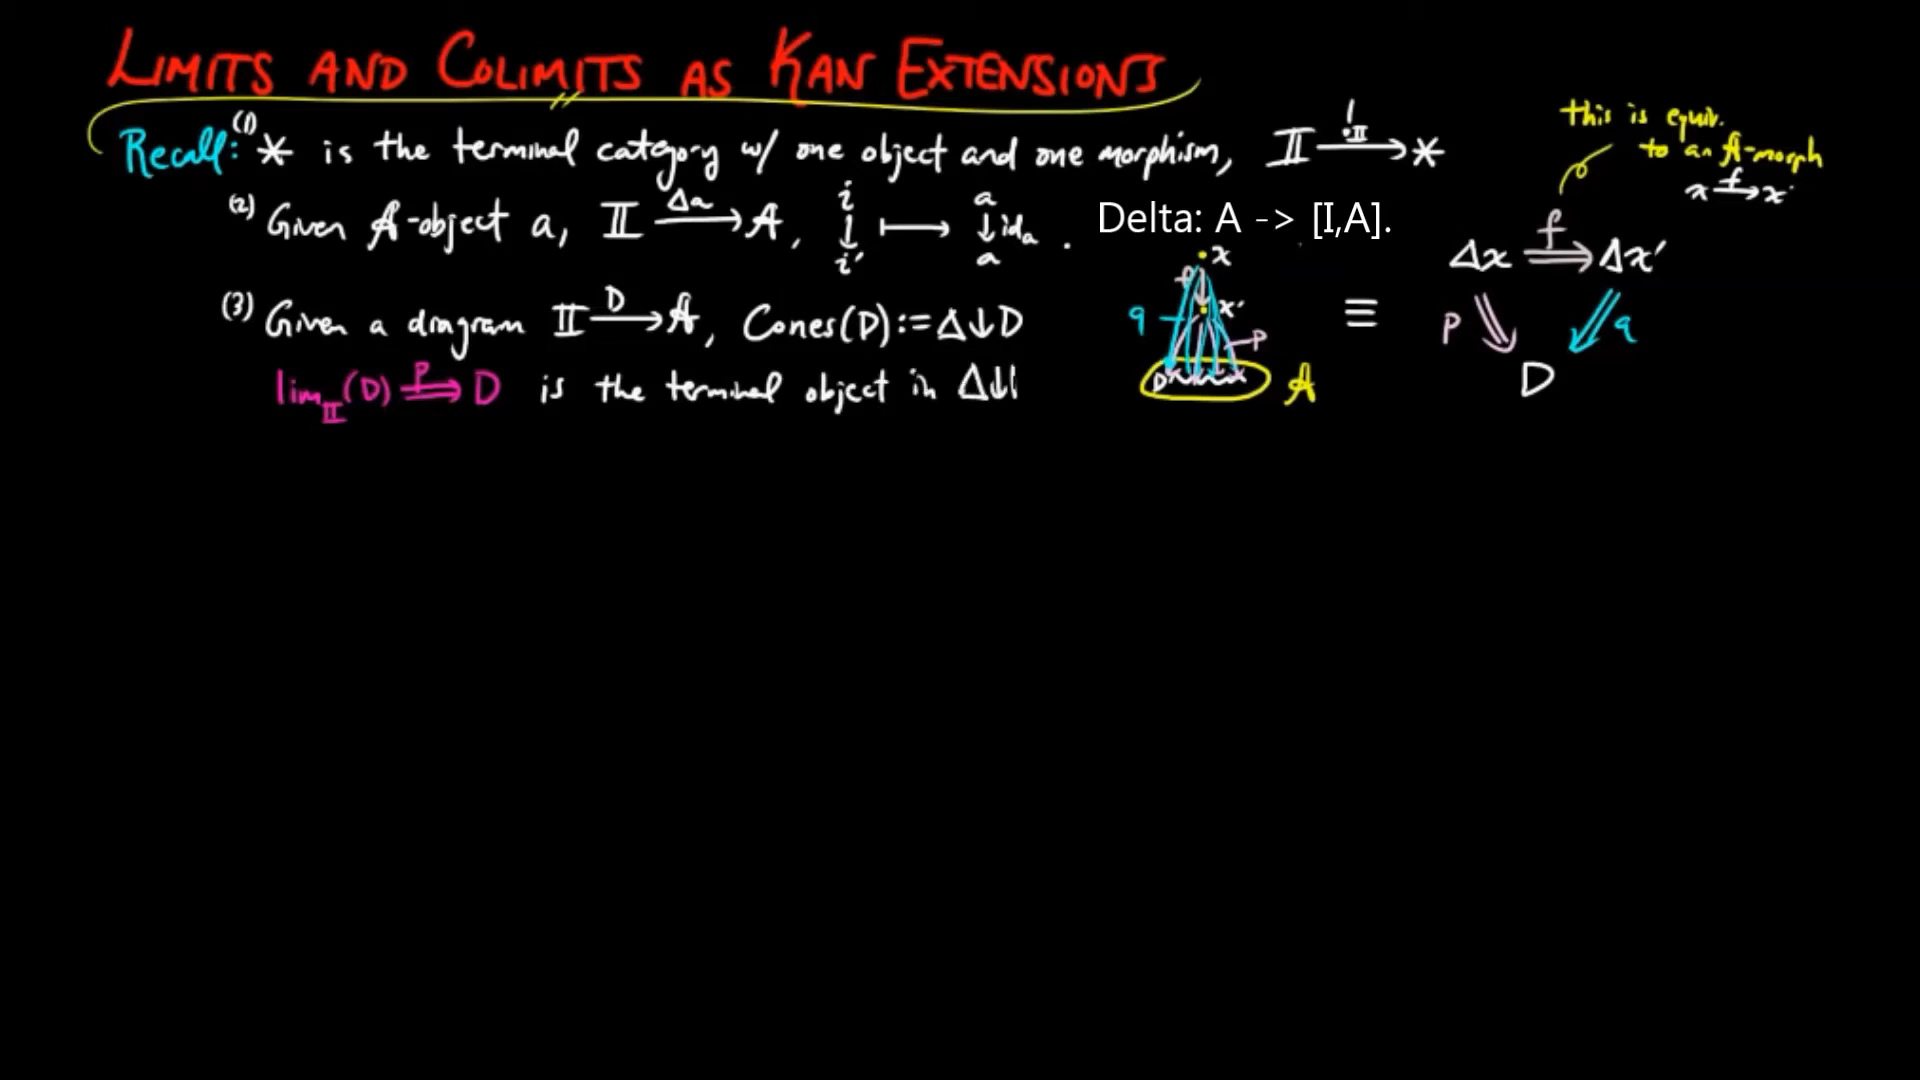 LIMITS AND COLIMITS AS KAN EXTENSIONS
Recall: (1) * is the terminal category w/ one object and one morphism, 𝕀 —!𝕀→ *
(2) Given A-object a, 𝕀 —Δa→ A, i ↓ i' ⟼ a ↓ id_a a . Delta: A -> [I,A].
(3) Given a diagram 𝕀 —D→ A, Cones(D) := Δ↓D
lim_𝕀(D) =p⇒ D is the terminal object in Δ↓
this is equiv.
to an A-morph
x —f→ x'
x
f
x'
q
p
D
A
≡
Δx =f⇒ Δx'
p q
D